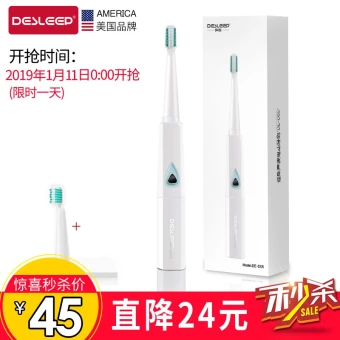 DESLEEP
AMERICA
美国品牌
开抢时间：
2019年1月11日0:00开抢
(限时一天)
DESLEEP
DESLEEP
+
惊喜秒杀价
¥45
直降24元
秒杀
SALE